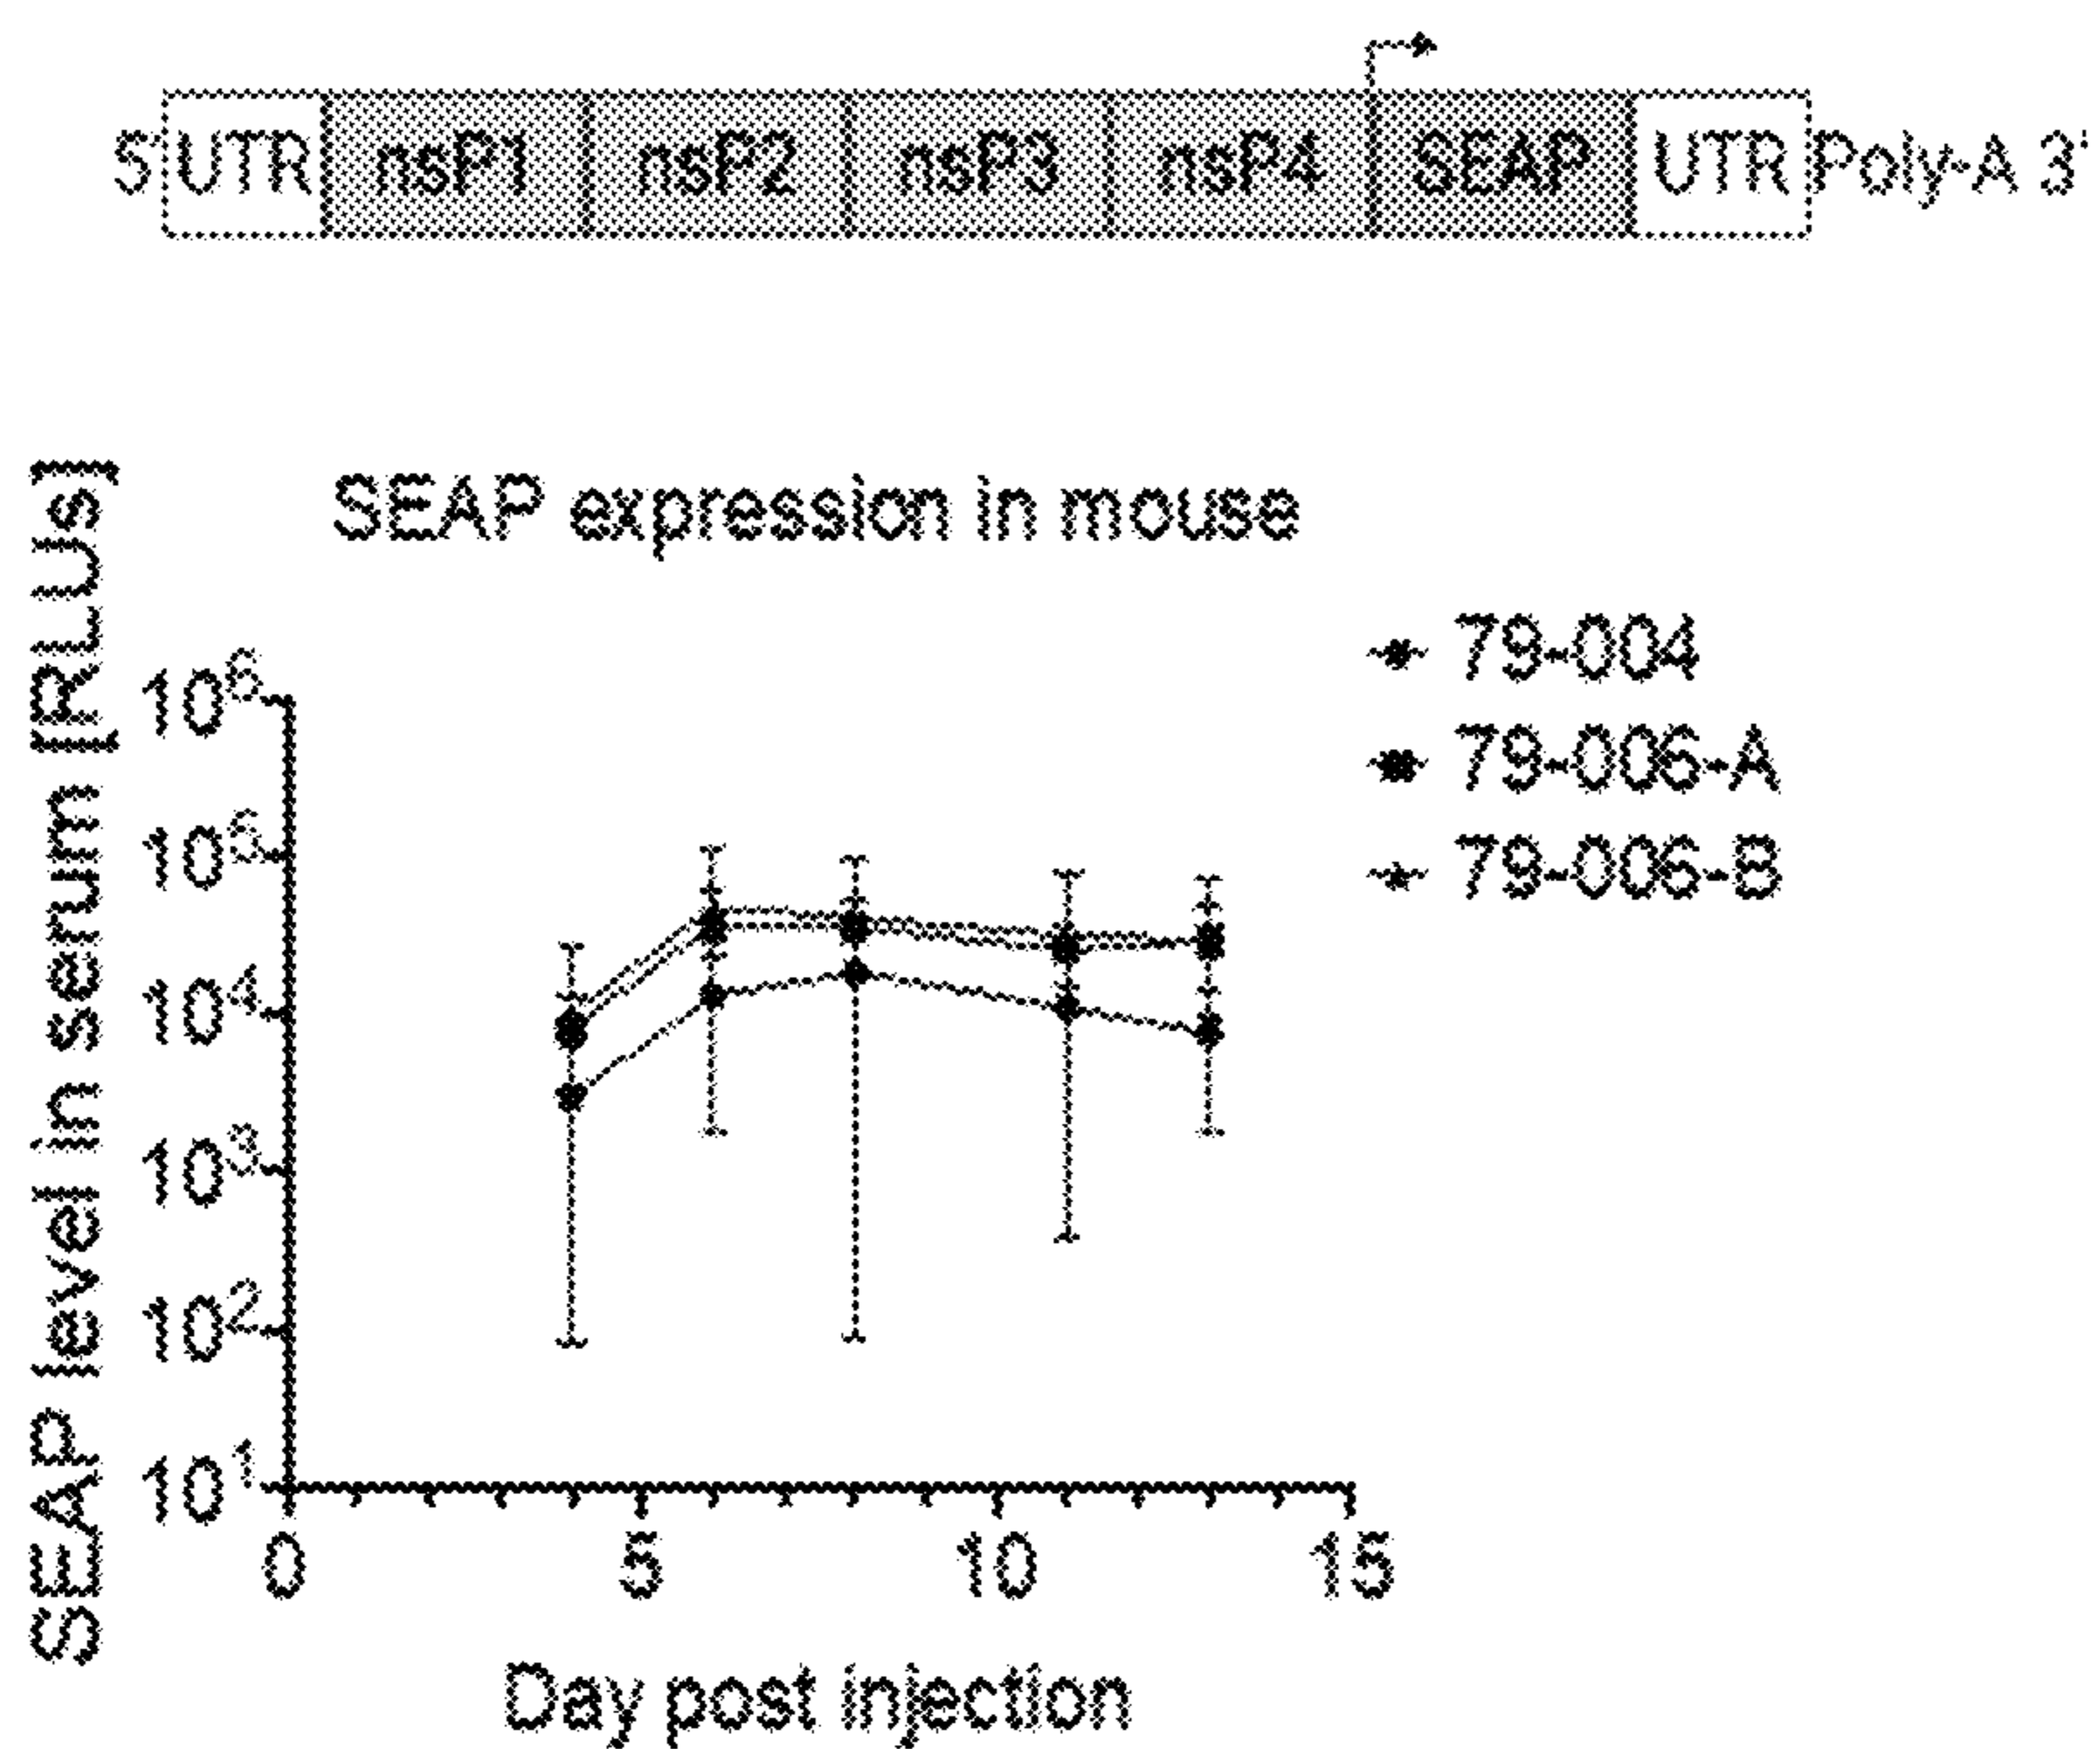 5' UTR nsP1 nsP2 nsP3 nsP4 SEAP UTR Poly-A 3'
SEAP expression in mouse
SEAP level in serum [RLUs]
10^6
10^5
10^4
10^3
10^2
10^1
0 5 10 15
Day post injection
79-004
79-006-A
79-006-B